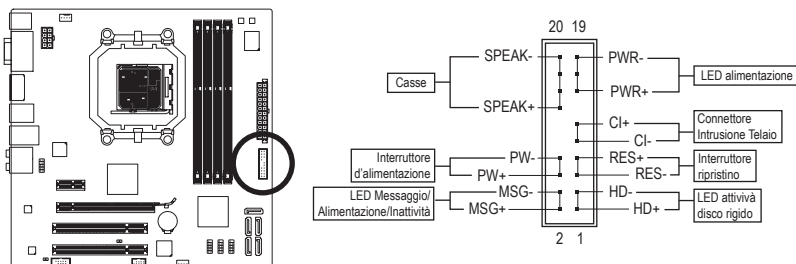 20 19
SPEAK-
PWR-
LED alimentazione
Casse
PWR+
SPEAK+
CI+
Connettore
Intrusione Telaio
CI-
Interruttore
d'alimentazione
PW-
RES+
Interruttore
ripristino
PW+
RES-
LED Messaggio/
Alimentazione/Inattività
MSG-
HD-
LED attivivà
disco rigido
MSG+
HD+
2 1